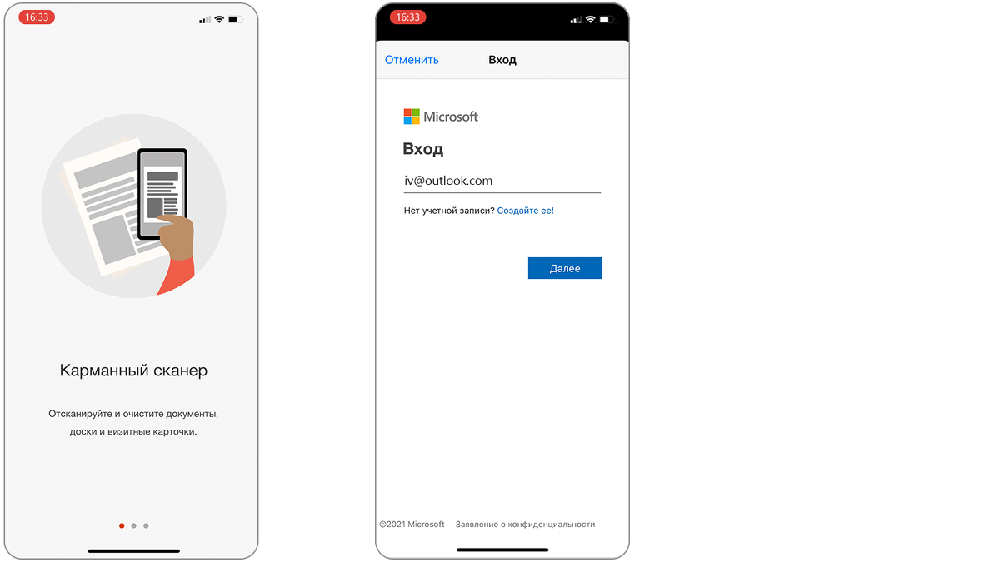 16:33
Карманный сканер
Отсканируйте и очистите документы,
доски и визитные карточки.
16:33
Отменить
Вход
Microsoft
Вход
iv@outlook.com
Нет учетной записи? Создайте ее!
Далее
©2021 Microsoft Заявление о конфиденциальности